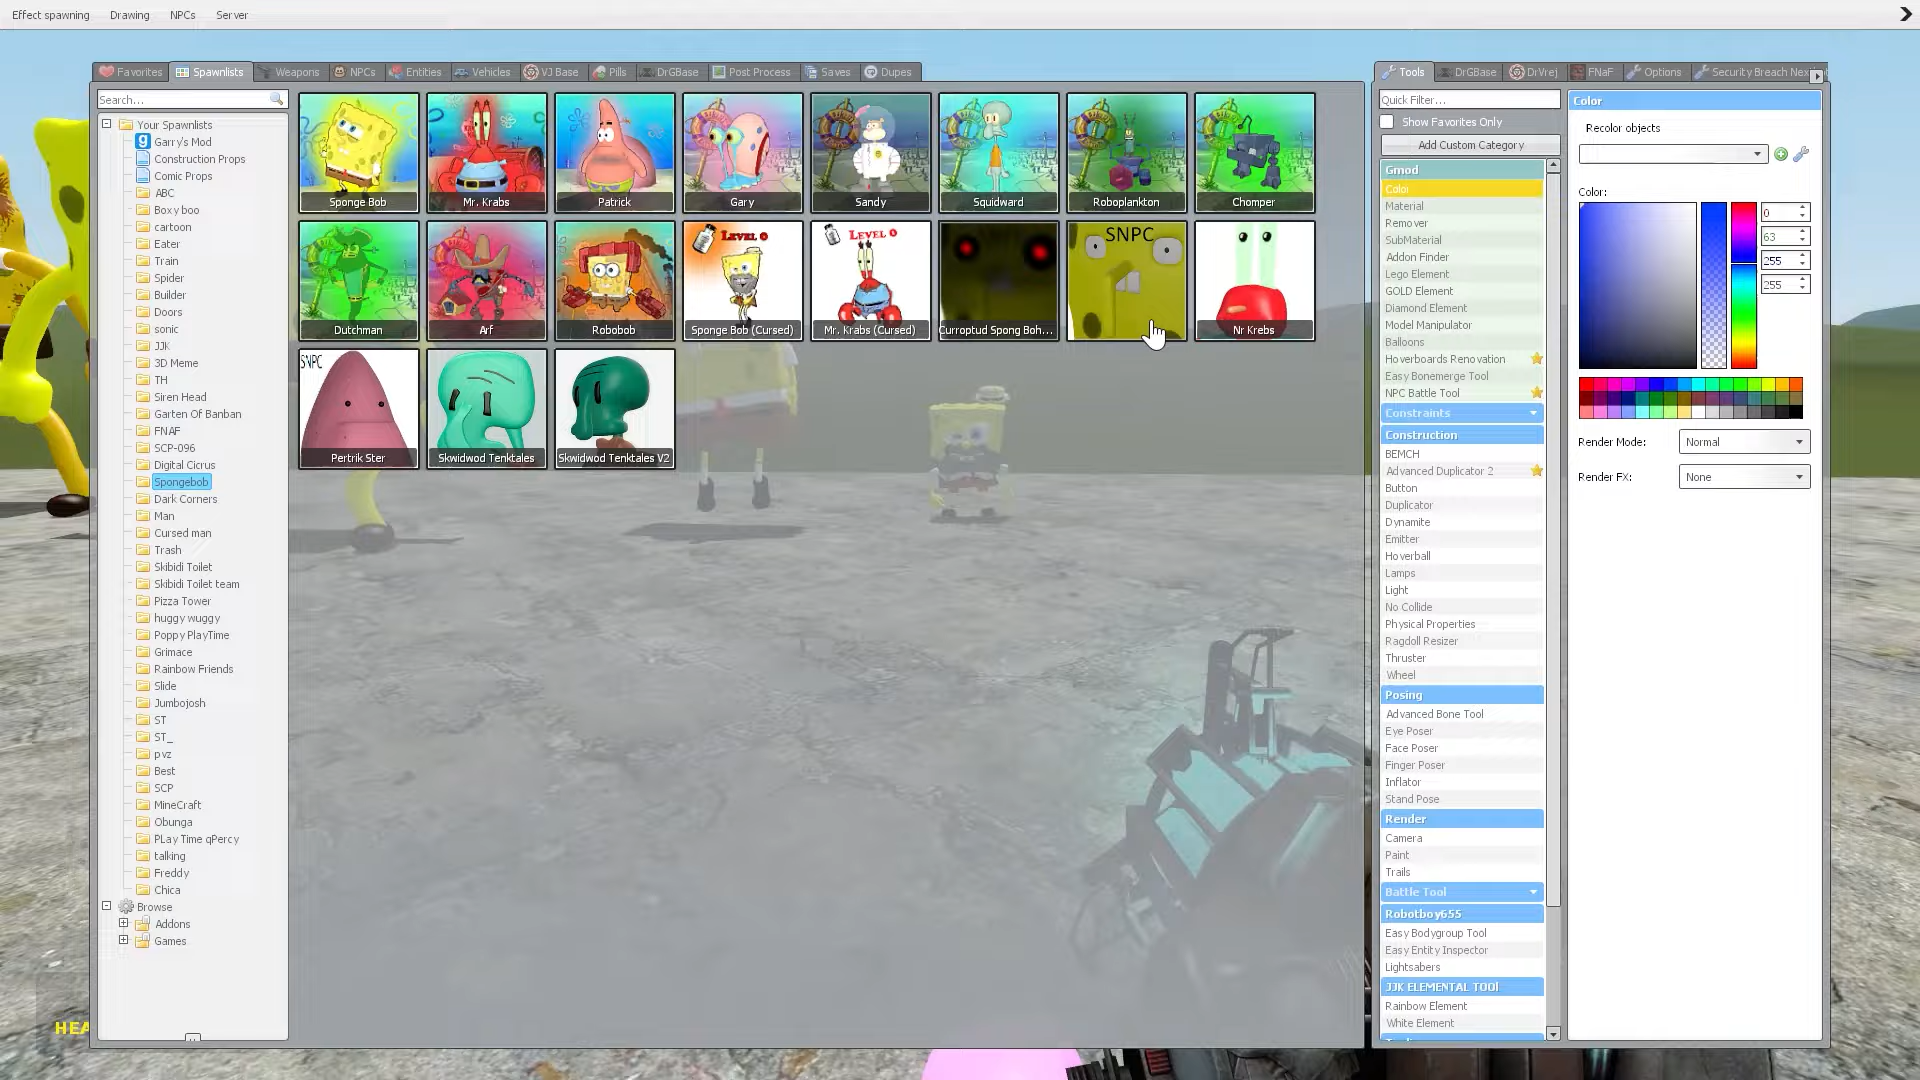 Effect spawning Drawing NPCs Server
Favorites Spawnlists Weapons NPCs Entities Vehicles VJ Base Pills DrGBase Post Process Saves Dupes
Search...
Your Spawnlists
Garry's Mod
Construction Props
Comic Props
ABC
Boxy boo
cartoon
Eater
Train
Spider
Builder
Doors
sonic
JJK
3D Meme
TH
Siren Head
Garten Of Banban
FNAF
SCP-096
Digital Cicrus
Spongebob
Dark Corners
Man
Cursed man
Trash
Skibidi Toilet
Skibidi Toilet team
Pizza Tower
huggy wuggy
Poppy PlayTime
Grimace
Rainbow Friends
Slide
Jumbojosh
ST
ST_
pvz
Best
SCP
MineCraft
Obunga
PLay Time qPercy
talking
Freddy
Chica
Browse
Addons
Games
Sponge Bob Mr. Krabs Patrick Gary Sandy Squidward Roboplankton Chomper
LEVEL 0 LEVEL 0 SNPC
Dutchman Arf Robobob Sponge Bob (Cursed) Mr. Krabs (Cursed) Curroptud Spong Boh... Nr Krebs
SNPC
Pertrik Ster Skwidwod Tenktales Skwidwod Tenktales V2
HEA
Tools DrGBase DrVrej FNaF Options Security Breach Nex
Quick Filter...
Show Favorites Only
Add Custom Category
Gmod
Color
Material
Remover
SubMaterial
Addon Finder
Lego Element
GOLD Element
Diamond Element
Model Manipulator
Balloons
Hoverboards Renovation
Easy Bonemerge Tool
NPC Battle Tool
Constraints
Construction
BEMCH
Advanced Duplicator 2
Button
Duplicator
Dynamite
Emitter
Hoverball
Lamps
Light
No Collide
Physical Properties
Ragdoll Resizer
Thruster
Wheel
Posing
Advanced Bone Tool
Eye Poser
Face Poser
Finger Poser
Inflator
Stand Pose
Render
Camera
Paint
Trails
Battle Tool
Robotboy655
Easy Bodygroup Tool
Easy Entity Inspector
Lightsabers
JJK ELEMENTAL TOOl
Rainbow Element
White Element
Color
Recolor objects
Color:
0
63
255
255
Render Mode: Normal
Render FX: None